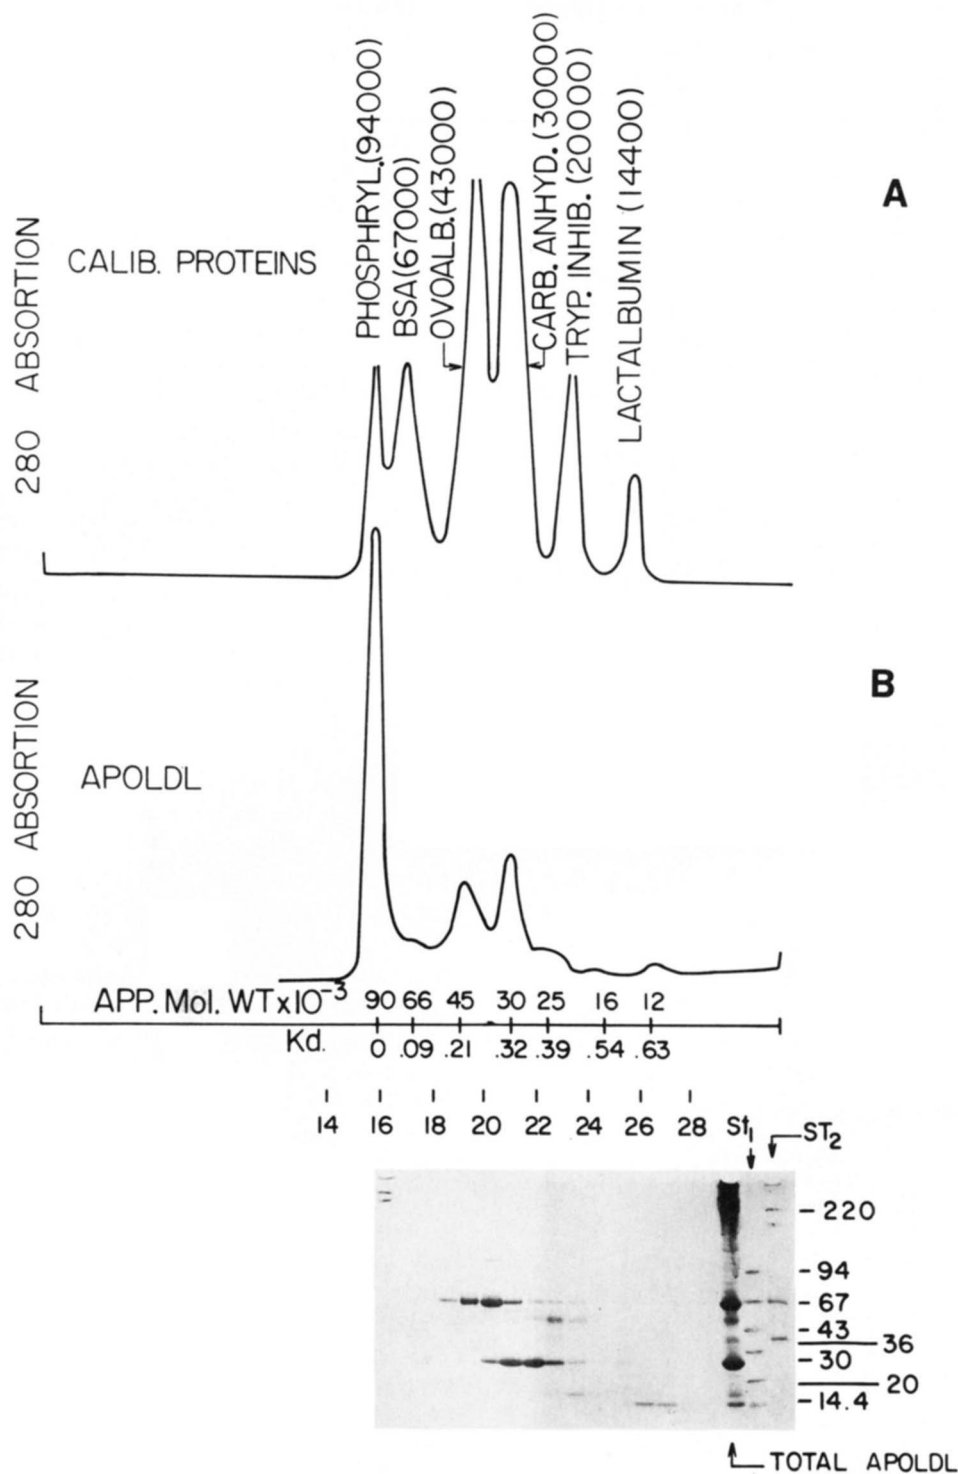 PHOSPHRYL.(94000)
BSA(67000)
OVOALB.(43000)
CARB. ANHYD. (30000)
TRYP. INHIB. (20000)
LACTALBUMIN (14400)
A
280 ABSORTION
CALIB. PROTEINS
B
280 ABSORTION
APOLDL
APP. Mol. WTx10-3 90 66 45 30 25 16 12
Kd. 0 .09 .21 .32 .39 .54 .63
14 16 18 20 22 24 26 28 St1 ST2
-220
-94
-67
-43
36
-30
20
-14.4
TOTAL APOLDL